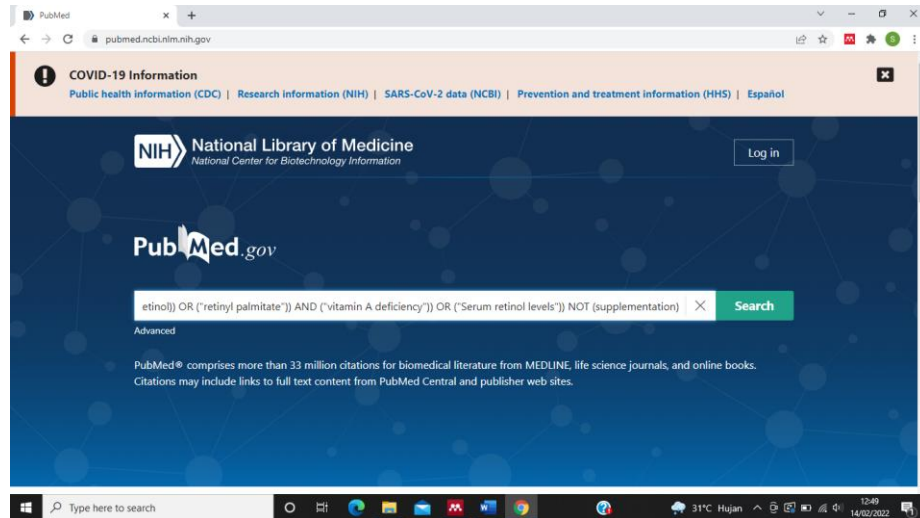 PubMed
pubmed.ncbi.nlm.nih.gov
S
COVID-19 Information
Public health information (CDC) | Research information (NIH) | SARS-CoV-2 data (NCBI) | Prevention and treatment information (HHS) | Español
NIH National Library of Medicine
National Center for Biotechnology Information
Log in
PubMed.gov
etinol)) OR ("retinyl palmitate")) AND ("vitamin A deficiency")) OR ("Serum retinol levels")) NOT (supplementation)
Search
Advanced
PubMed® comprises more than 33 million citations for biomedical literature from MEDLINE, life science journals, and online books.
Citations may include links to full text content from PubMed Central and publisher web sites.
Type here to search
31°C Hujan
12:49
14/02/2022